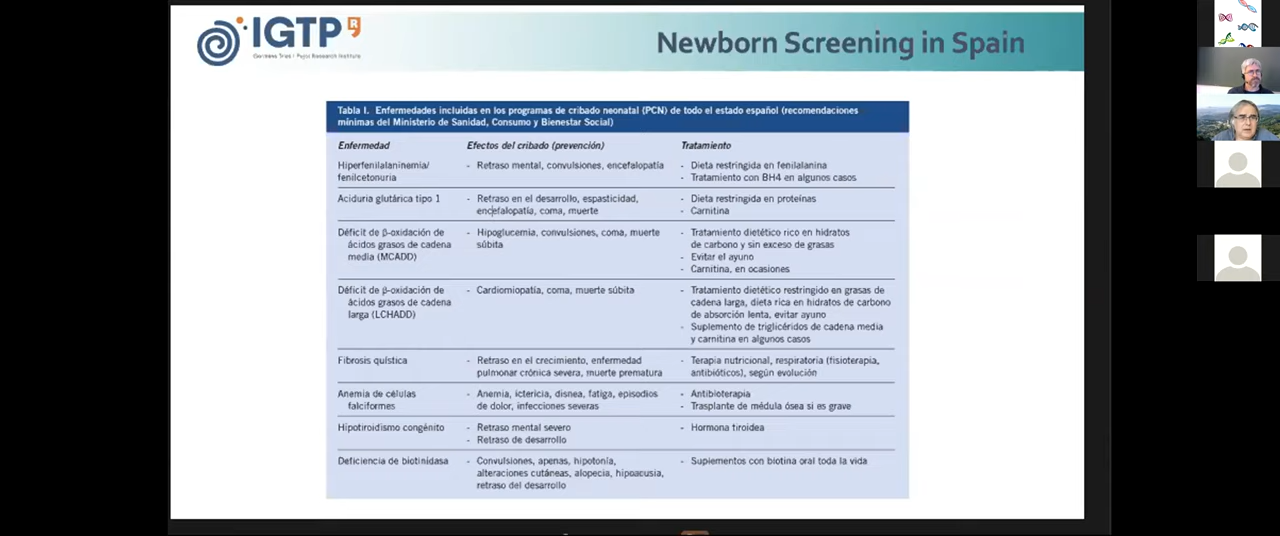 IGTP R
Germans Trias i Pujol Research Institute
Newborn Screening in Spain
Tabla I. Enfermedades incluidas en los programas de cribado neonatal (PCN) de todo el estado español (recomendaciones
mínimas del Ministerio de Sanidad, Consumo y Bienestar Social)
Enfermedad Efectos del cribado (prevención) Tratamiento
Hiperfenilalaninemia/ - Retraso mental, convulsiones, encefalopatía - Dieta restringida en fenilalanina
fenilcetonuria - Tratamiento con BH4 en algunos casos
Aciduria glutárica tipo 1 - Retraso en el desarrollo, espasticidad, - Dieta restringida en proteínas
encefalopatía, coma, muerte - Carnitina
Déficit de β-oxidación de - Hipoglucemia, convulsiones, coma, muerte - Tratamiento dietético rico en hidratos
ácidos grasos de cadena súbita de carbono y sin exceso de grasas
media (MCADD) - Evitar el ayuno
- Carnitina, en ocasiones
Déficit de β-oxidación de - Cardiomiopatía, coma, muerte súbita - Tratamiento dietético restringido en grasas de
ácidos grasos de cadena cadena larga, dieta rica en hidratos de carbono
larga (LCHADD) de absorción lenta, evitar ayuno
- Suplemento de triglicéridos de cadena media
y carnitina en algunos casos
Fibrosis quística - Retraso en el crecimiento, enfermedad - Terapia nutricional, respiratoria (fisioterapia,
pulmonar crónica severa, muerte prematura antibióticos), según evolución
Anemia de células - Anemia, ictericia, disnea, fatiga, episodios - Antibioterapia
falciformes de dolor, infecciones severas - Trasplante de médula ósea si es grave
Hipotiroidismo congénito - Retraso mental severo - Hormona tiroidea
- Retraso de desarrollo
Deficiencia de biotinidasa - Convulsiones, apenas, hipotonía, - Suplementos con biotina oral toda la vida
alteraciones cutáneas, alopecia, hipoacusia,
retraso del desarrollo